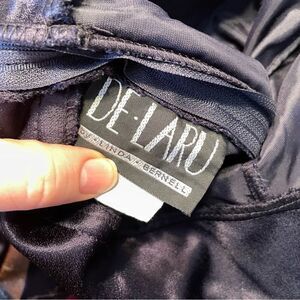 DE·LARU
BY · LINDA · BERNELL